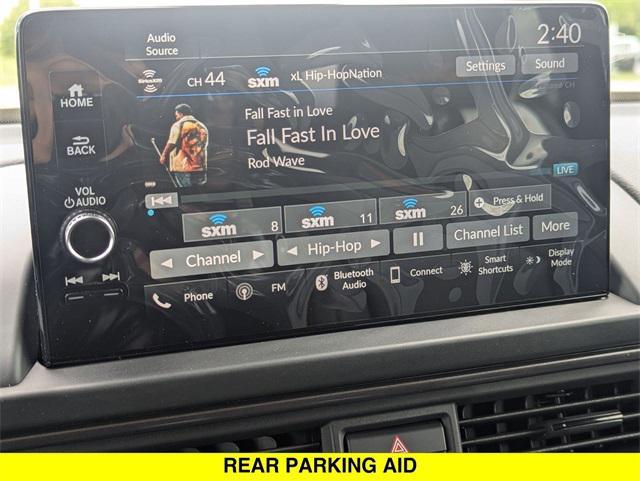 Audio
Source
2:40
SiriusXM
CH 44
sxm
xL Hip-HopNation
Settings
Sound
HOME
BACK
VOL
AUDIO
Fall Fast in Love
Fall Fast In Love
Rod Wave
LIVE
sxm 8
sxm 11
sxm 26
Press & Hold
Channel
Hip-Hop
Channel List
More
Phone
FM
Bluetooth
Audio
Connect
Smart
Shortcuts
Display
Mode
REAR PARKING AID